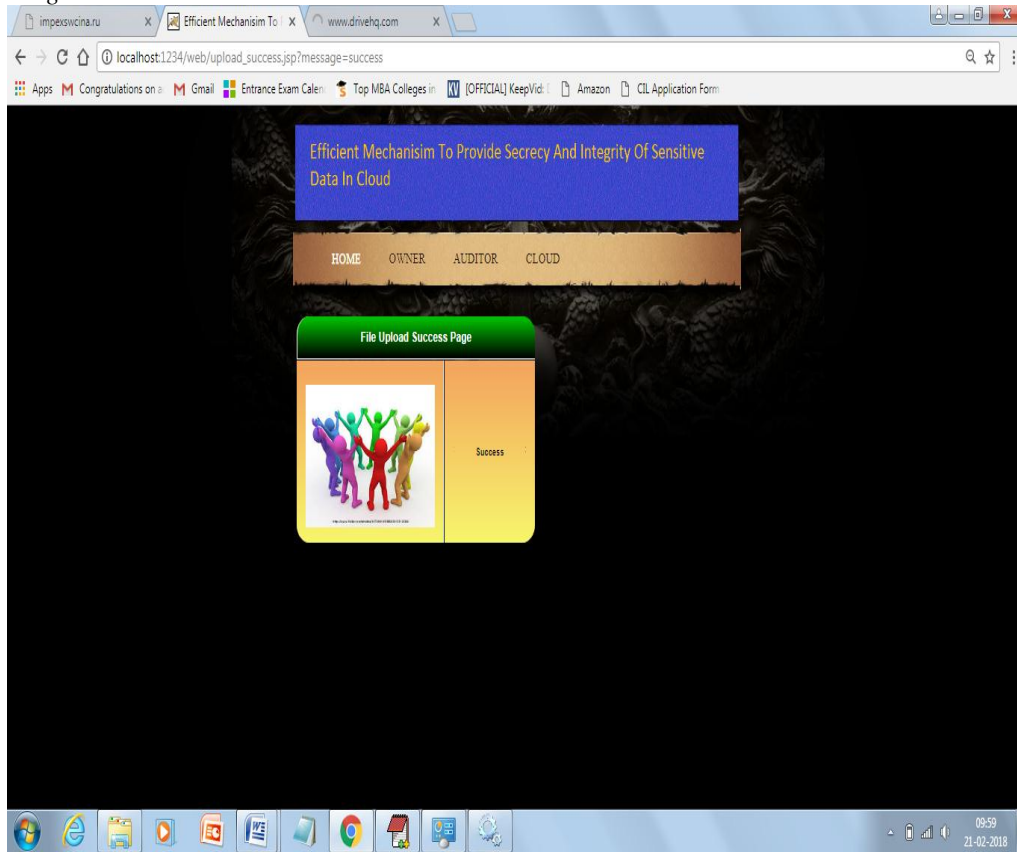 impexswcina.ru
Efficient Mechanisim To
www.drivehq.com
localhost:1234/web/upload_success.jsp?message=success
Apps Congratulations on a Gmail Entrance Exam Calen Top MBA Colleges in [OFFICIAL] KeepVid: Amazon CIL Application Form
Efficient Mechanisim To Provide Secrecy And Integrity Of Sensitive
Data In Cloud
HOME OWNER AUDITOR CLOUD
File Upload Success Page
Success
09:59
21-02-2018